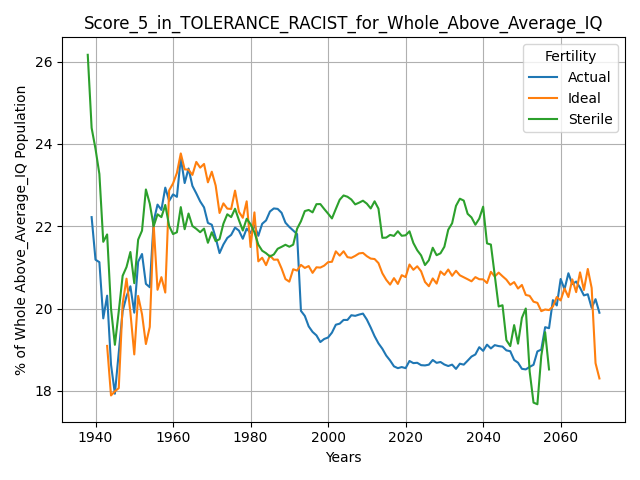 Score_5_in_TOLERANCE_RACIST_for_Whole_Above_Average_IQ
Fertility
Actual
Ideal
Sterile
% of Whole Above_Average_IQ Population
26
24
22
20
18
1940
1960
1980
2000
2020
2040
2060
Years